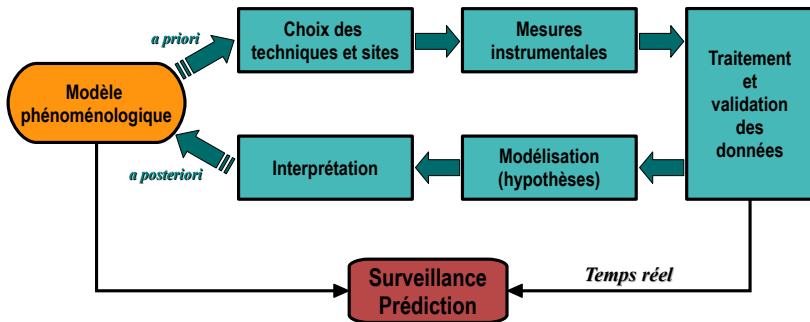 a priori
Choix des
techniques et sites
Mesures
instrumentales
Traitement
et
validation
des
données
Modèle
phénoménologique
a posteriori
Interprétation
Modélisation
(hypothèses)
Surveillance
Prédiction
Temps réel